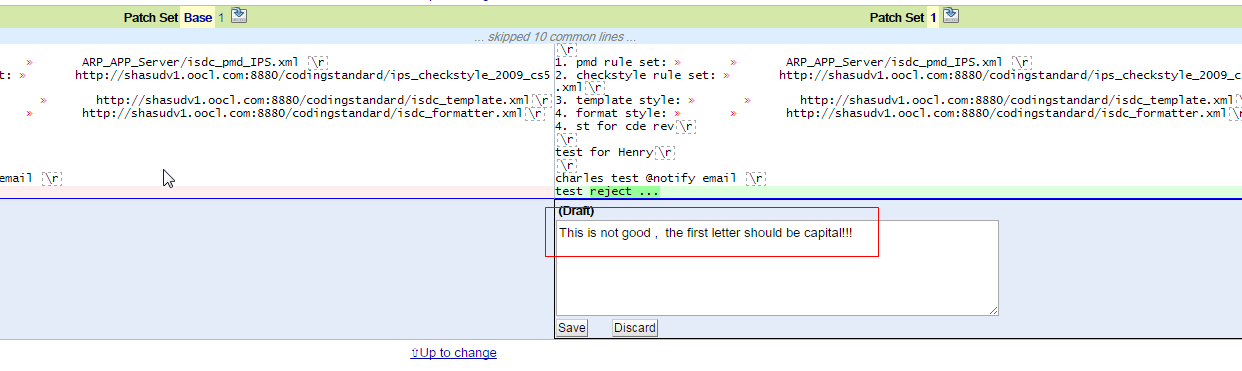 Patch Set Base 1
Patch Set 1
... skipped 10 common lines ...
\r
» » ARP_APP_Server/isdc_pmd_IPS.xml \r
1. pmd rule set: » » ARP_APP_Server/isdc_pmd_IPS.xml \r
t: » http://shasudv1.oocl.com:8880/codingstandard/ips_checkstyle_2009_cs5
2. checkstyle rule set: » http://shasudv1.oocl.com:8880/codingstandard/ips_checkstyle_2009_c
.xml\r
» http://shasudv1.oocl.com:8880/codingstandard/isdc_template.xml\r
3. template style: » » http://shasudv1.oocl.com:8880/codingstandard/isdc_template.xml\r
» http://shasudv1.oocl.com:8880/codingstandard/isdc_formatter.xml\r
4. format style: » » http://shasudv1.oocl.com:8880/codingstandard/isdc_formatter.xml\r
4. st for cde rev\r
\r
test for Henry\r
\r
email \r
charles test @notify email \r
test reject ...
(Draft)
This is not good , the first letter should be capital!!!
Save Discard
⇧Up to change